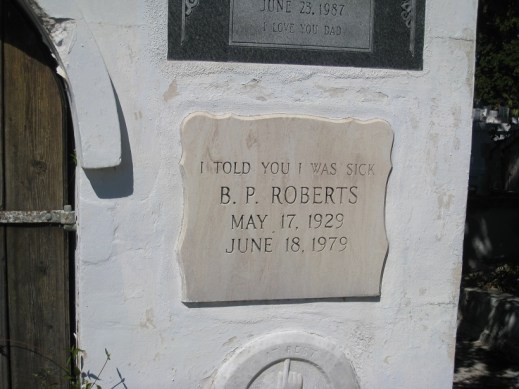 JUNE 23, 1987
I LOVE YOU DAD
I TOLD YOU I WAS SICK
B. P. ROBERTS
MAY 17, 1929
JUNE 18, 1979